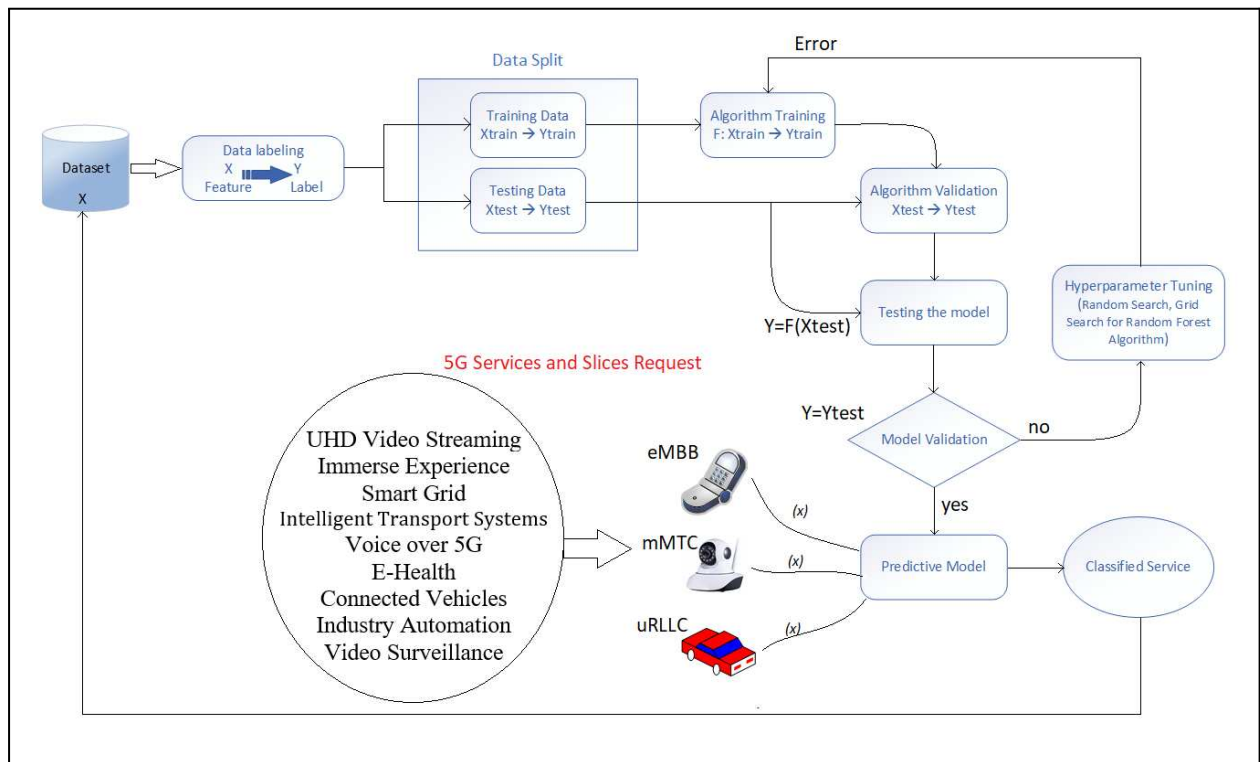 Error
Data Split
Training Data
Xtrain → Ytrain
Algorithm Training
F: Xtrain → Ytrain
Dataset
X
Data labeling
X Y
Feature Label
Testing Data
Xtest → Ytest
Algorithm Validation
Xtest → Ytest
Hyperparameter Tuning
(Random Search, Grid
Search for Random Forest
Algorithm)
Testing the model
Y=F(Xtest)
5G Services and Slices Request
Y=Ytest
Model Validation
no
yes
UHD Video Streaming
Immerse Experience
Smart Grid
Intelligent Transport Systems
Voice over 5G
E-Health
Connected Vehicles
Industry Automation
Video Surveillance
eMBB
(x)
mMTC
(x)
uRLLC
(x)
Predictive Model
Classified Service